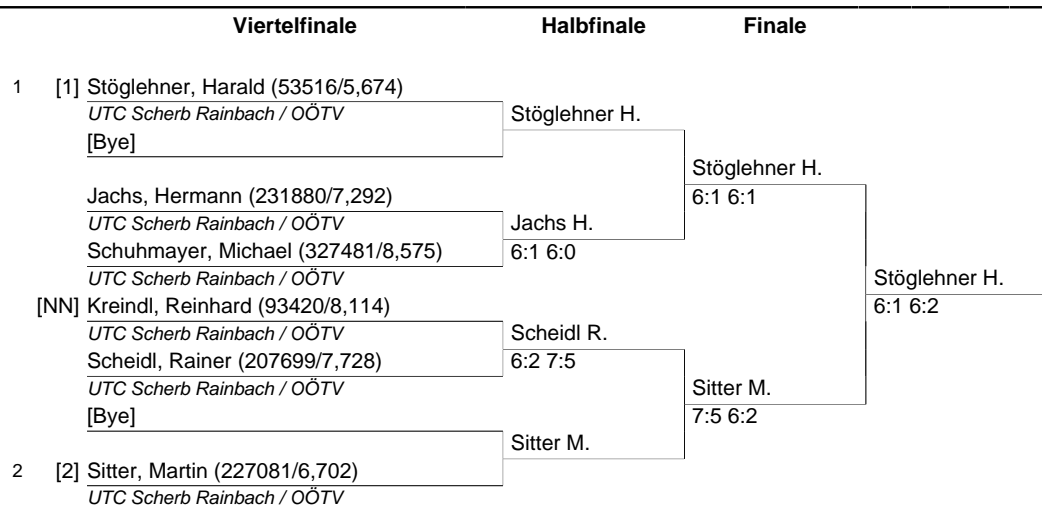 Viertelfinale Halbfinale Finale
1 [1] Stöglehner, Harald (53516/5,674)
UTC Scherb Rainbach / OÖTV Stöglehner H.
[Bye]
Stöglehner H.
Jachs, Hermann (231880/7,292) 6:1 6:1
UTC Scherb Rainbach / OÖTV Jachs H.
Schuhmayer, Michael (327481/8,575) 6:1 6:0
UTC Scherb Rainbach / OÖTV Stöglehner H.
[NN] Kreindl, Reinhard (93420/8,114) 6:1 6:2
UTC Scherb Rainbach / OÖTV Scheidl R.
Scheidl, Rainer (207699/7,728) 6:2 7:5
UTC Scherb Rainbach / OÖTV Sitter M.
[Bye] 7:5 6:2
Sitter M.
2 [2] Sitter, Martin (227081/6,702)
UTC Scherb Rainbach / OÖTV